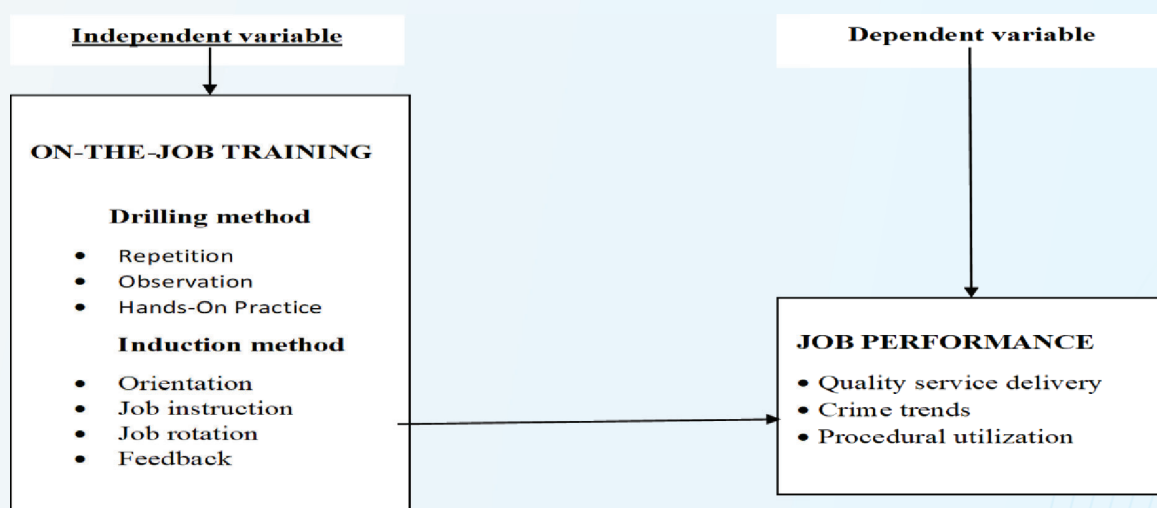 Independent variable
ON-THE-JOB TRAINING
Drilling method
• Repetition
• Observation
• Hands-On Practice
Induction method
• Orientation
• Job instruction
• Job rotation
• Feedback
Dependent variable
JOB PERFORMANCE
• Quality service delivery
• Crime trends
• Procedural utilization